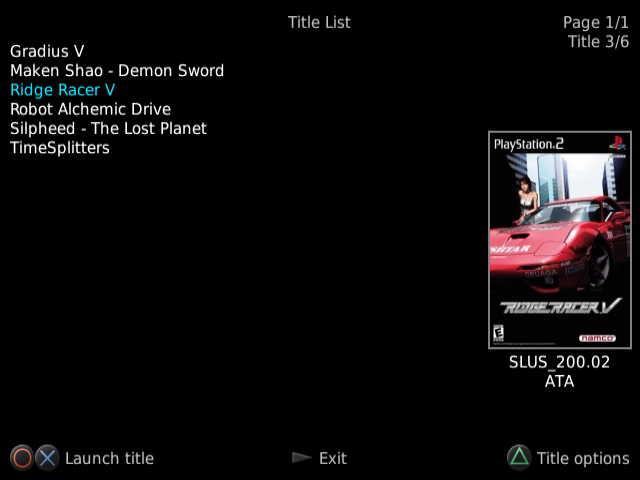 Title List
Page 1/1
Title 3/6
Gradius V
Maken Shao - Demon Sword
Ridge Racer V
Robot Alchemic Drive
Silpheed - The Lost Planet
TimeSplitters
PlayStation.2
RIDGE RACER V
E
namco
SLUS_200.02
ATA
Launch title
Exit
Title options